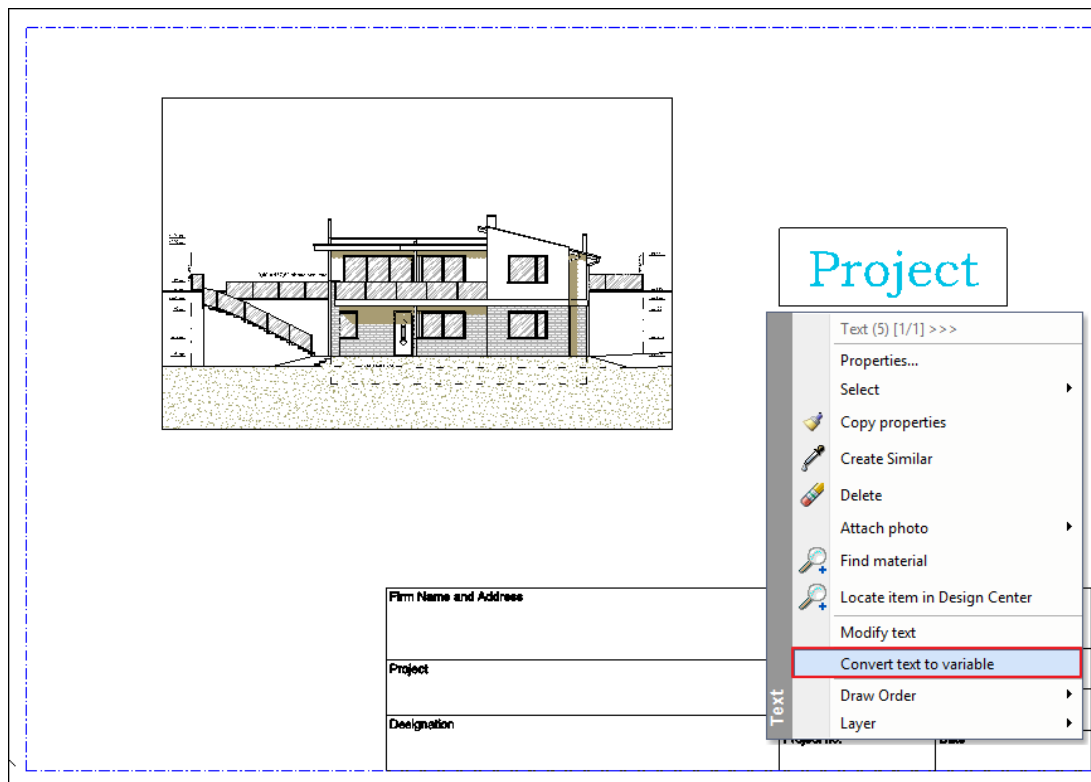 Project
Text (5) [1/1] >>>
Properties...
Select
Copy properties
Create Similar
Delete
Attach photo
Find material
Locate item in Design Center
Modify text
Convert text to variable
Draw Order
Layer
Text
Firm Name and Address
Project
Designation